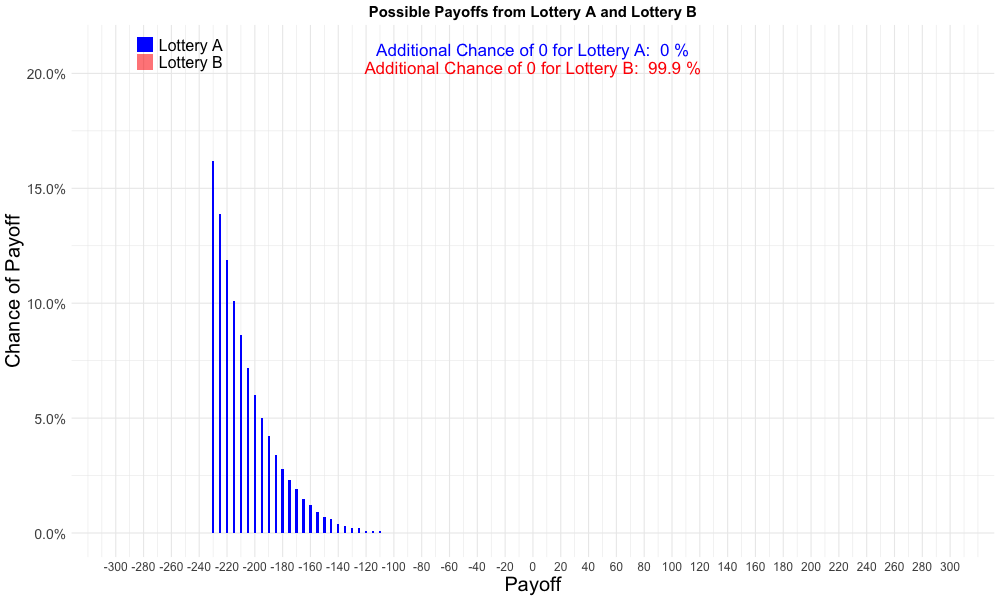 Possible Payoffs from Lottery A and Lottery B
Lottery A
Lottery B
Additional Chance of 0 for Lottery A:  0 %
Additional Chance of 0 for Lottery B:  99.9 %
Chance of Payoff
20.0%
15.0%
10.0%
5.0%
0.0%
-300 -280 -260 -240 -220 -200 -180 -160 -140 -120 -100 -80 -60 -40 -20 0 20 40 60 80 100 120 140 160 180 200 220 240 260 280 300
Payoff